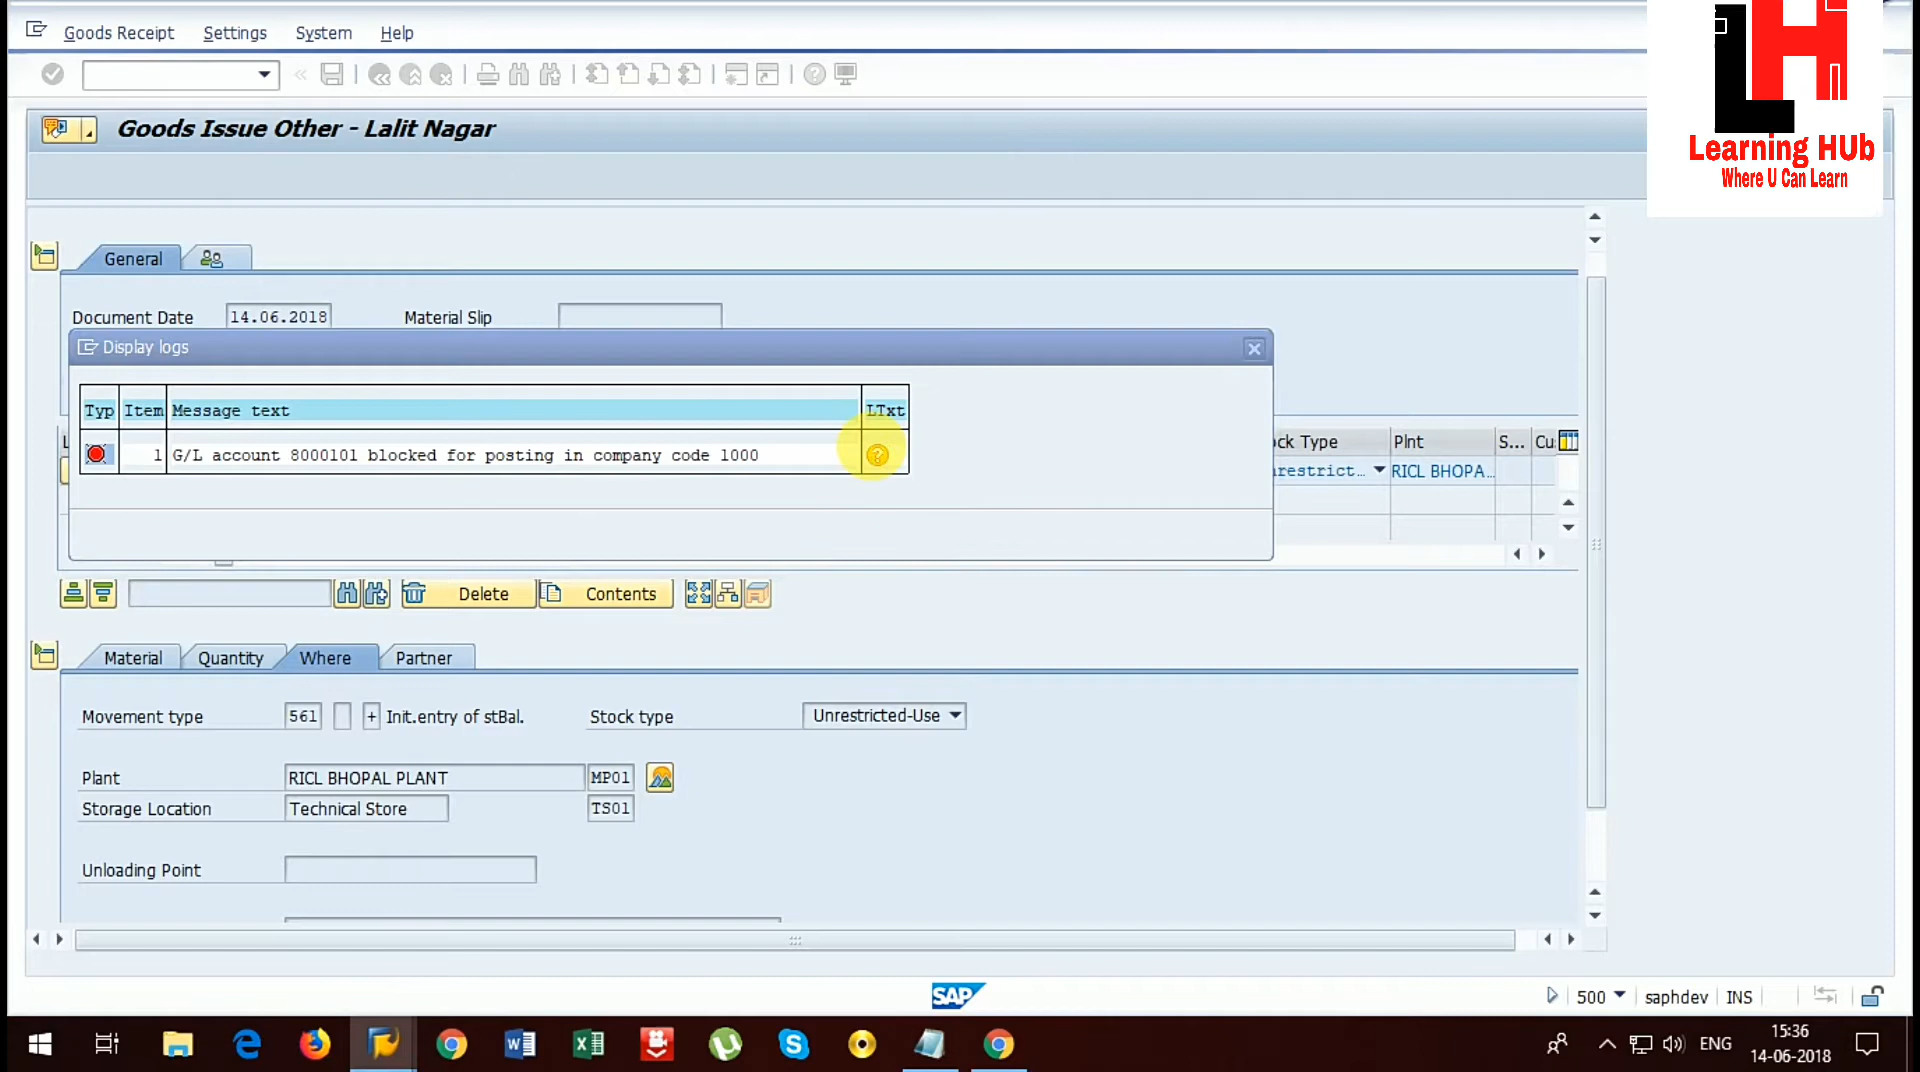 Goods Receipt Settings System Help
Goods Issue Other - Lalit Nagar
LH
Learning HUb
Where U Can Learn
General
Document Date 14.06.2018 Material Slip
Display logs
Typ Item Message text LTxt
1 G/L account 8000101 blocked for posting in company code 1000
ck Type Plnt S... Cu
restrict... RICL BHOPA...
Delete Contents
Material Quantity Where Partner
Movement type 561 + Init.entry of stBal. Stock type Unrestricted-Use
Plant RICL BHOPAL PLANT MP01
Storage Location Technical Store TS01
Unloading Point
SAP
500 saphdev INS
15:36
ENG
14-06-2018